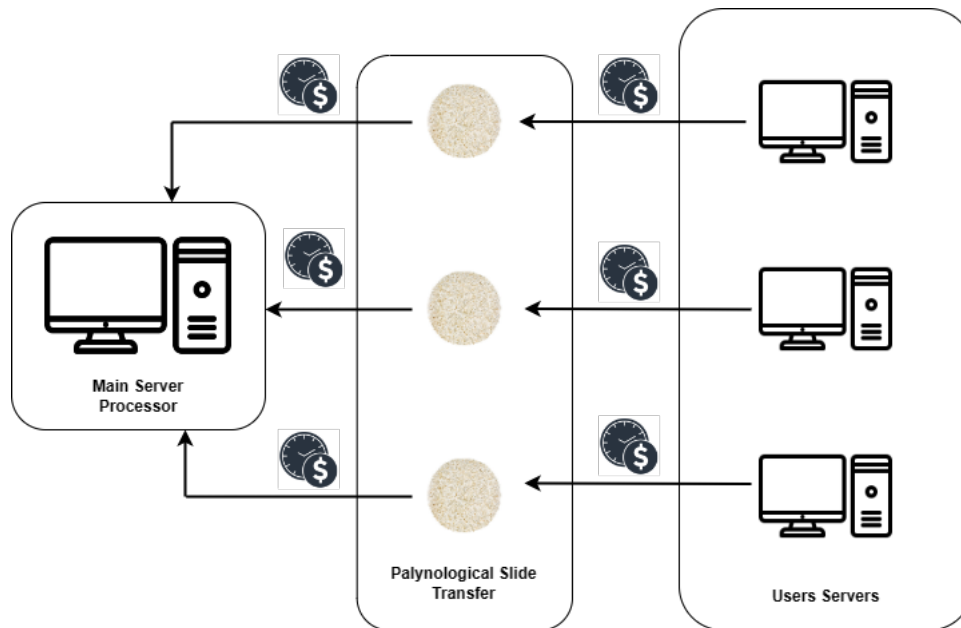 Main Server
Processor
Palynological Slide
Transfer
Users Servers
$
$
$
$
$
$